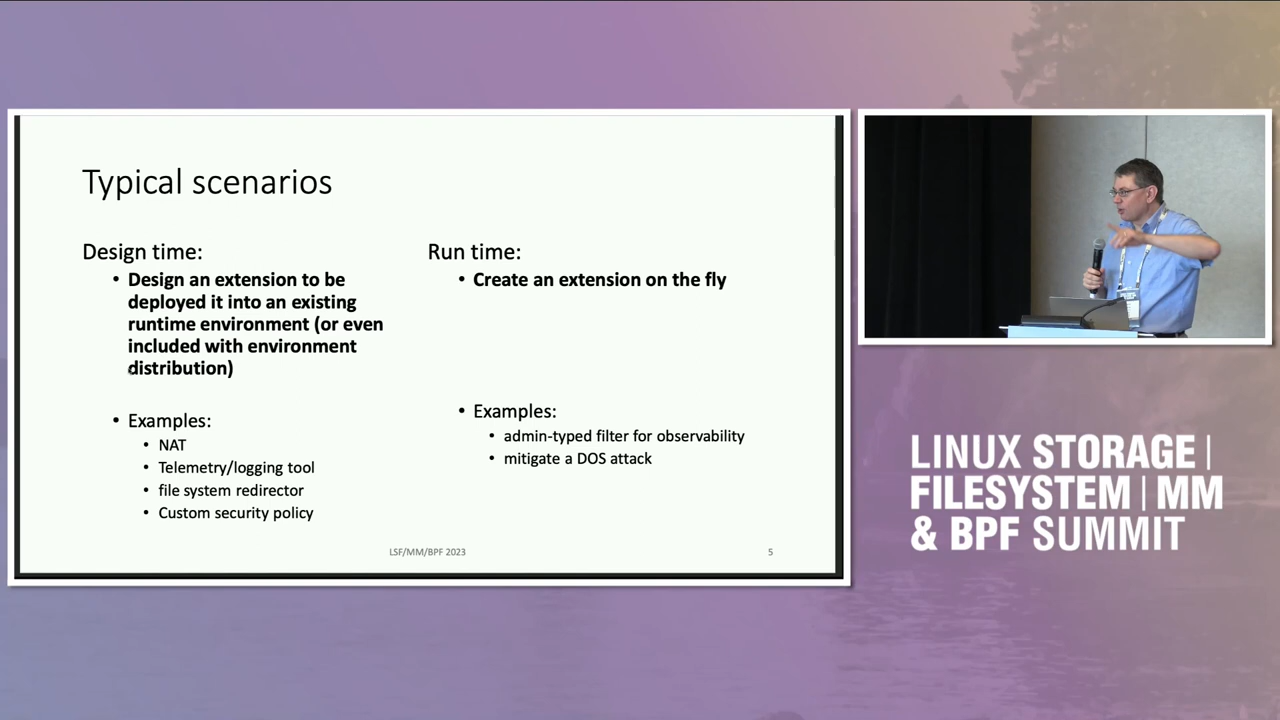 Typical scenarios
Design time:
• Design an extension to be
deployed it into an existing
runtime environment (or even
included with environment
distribution)
• Examples:
• NAT
• Telemetry/logging tool
• file system redirector
• Custom security policy
Run time:
• Create an extension on the fly
• Examples:
• admin-typed filter for observability
• mitigate a DOS attack
LSF/MM/BPF 2023
5
LINUX STORAGE |
FILESYSTEM | MM
& BPF SUMMIT